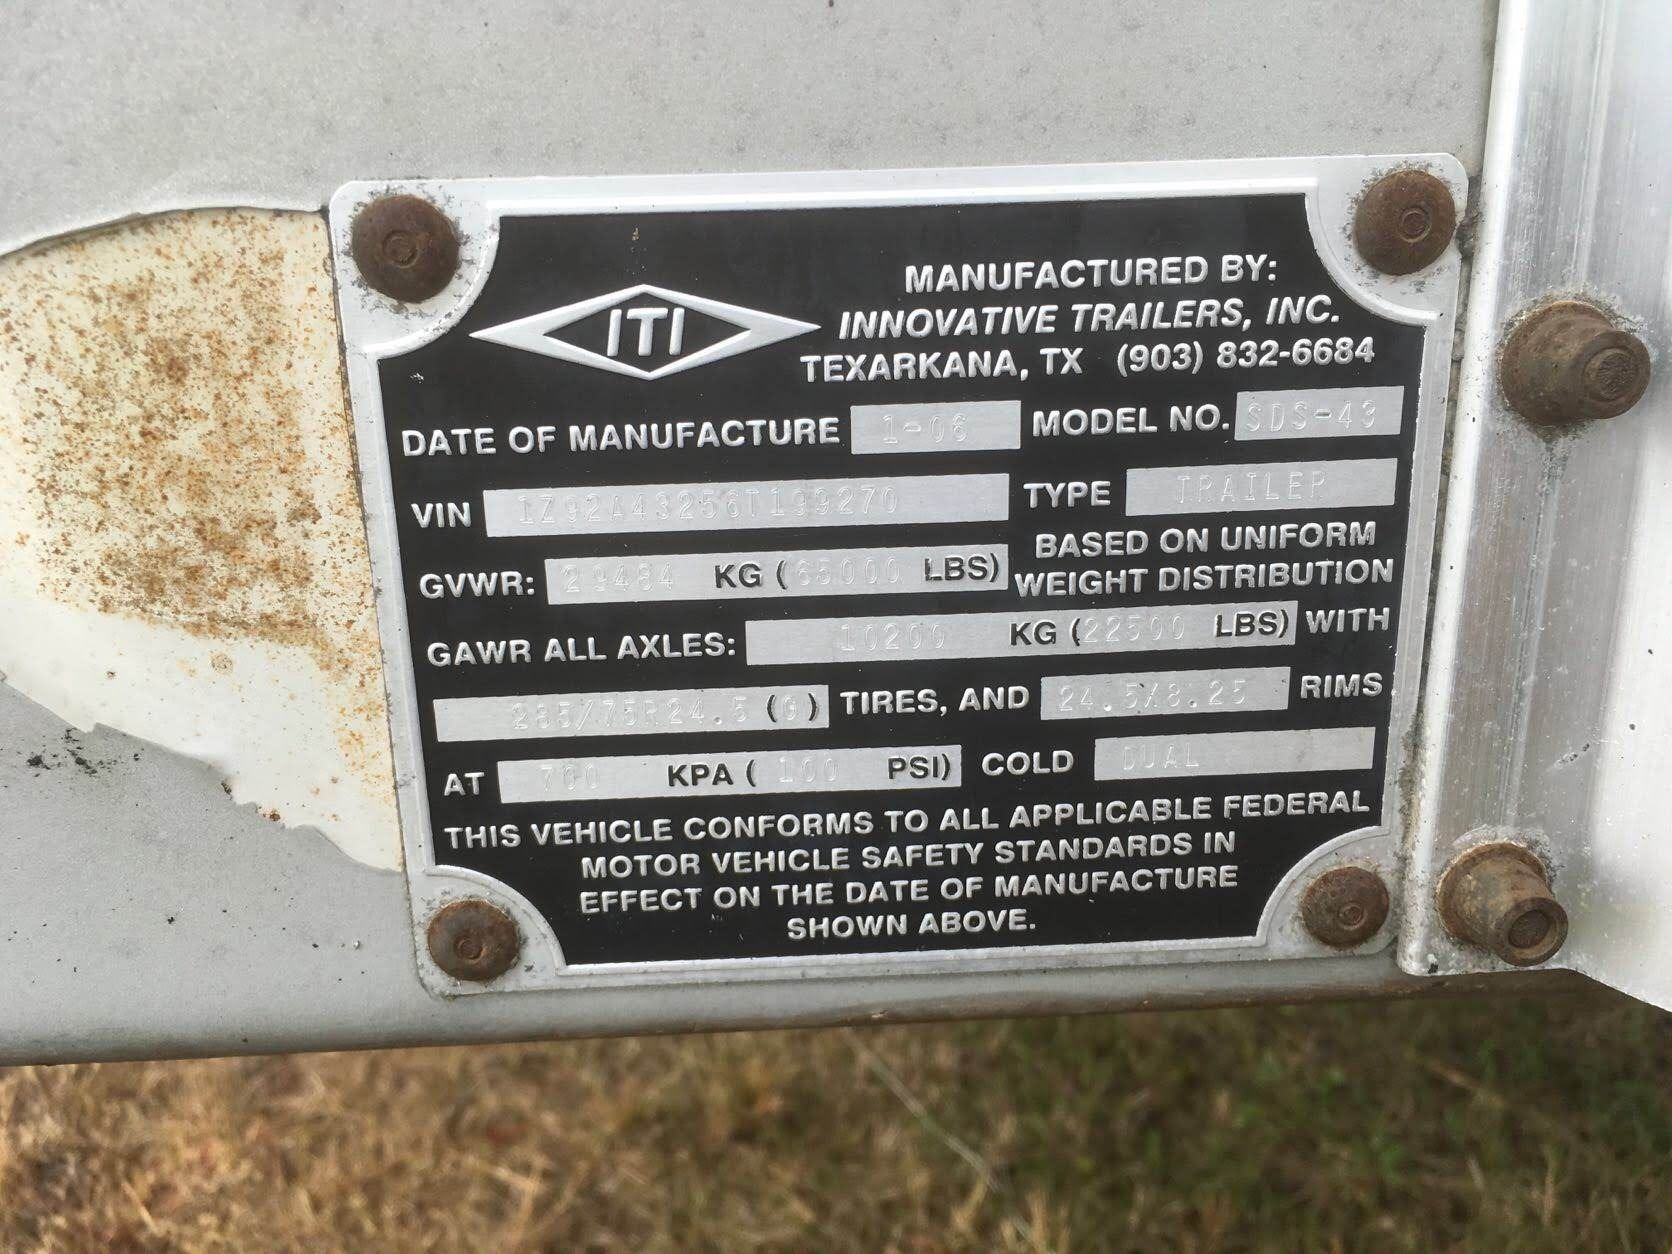 ITI
MANUFACTURED BY:
INNOVATIVE TRAILERS, INC.
TEXARKANA, TX (903) 832-6684
DATE OF MANUFACTURE 1-06 MODEL NO. SDS-43
VIN 1Z92A43256T199270 TYPE TRAILER
GVWR: 29484 KG (65000 LBS) BASED ON UNIFORM WEIGHT DISTRIBUTION
GAWR ALL AXLES: 10200 KG (22500 LBS) WITH
285/75R24.5 (G) TIRES, AND 24.5X8.25 RIMS
AT 700 KPA (100 PSI) COLD DUAL
THIS VEHICLE CONFORMS TO ALL APPLICABLE FEDERAL
MOTOR VEHICLE SAFETY STANDARDS IN
EFFECT ON THE DATE OF MANUFACTURE
SHOWN ABOVE.